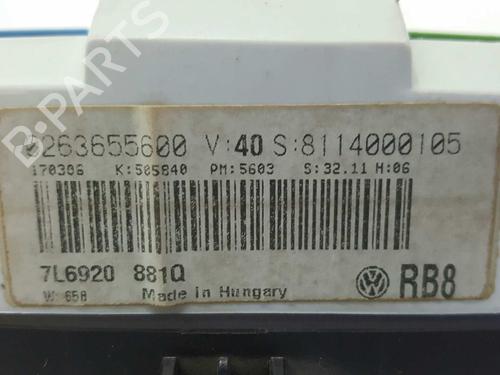 0263655600 V:40 S:8114000105
170306 K:505840 PM:5603 S:32.11 H:06
7L6920 881Q
W: 658 Made in Hungary RB8
B-PARTS